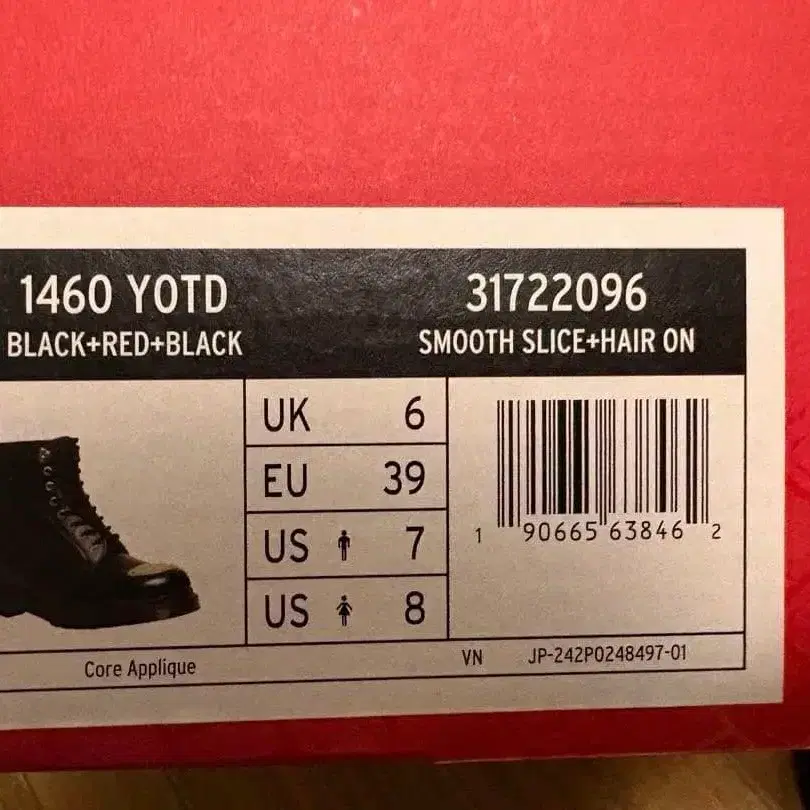 1460 YOTD
BLACK+RED+BLACK
31722096
SMOOTH SLICE+HAIR ON
UK 6
EU 39
US 7
US 8
1 90665 63846 2
Core Applique
VN JP-242P0248497-01